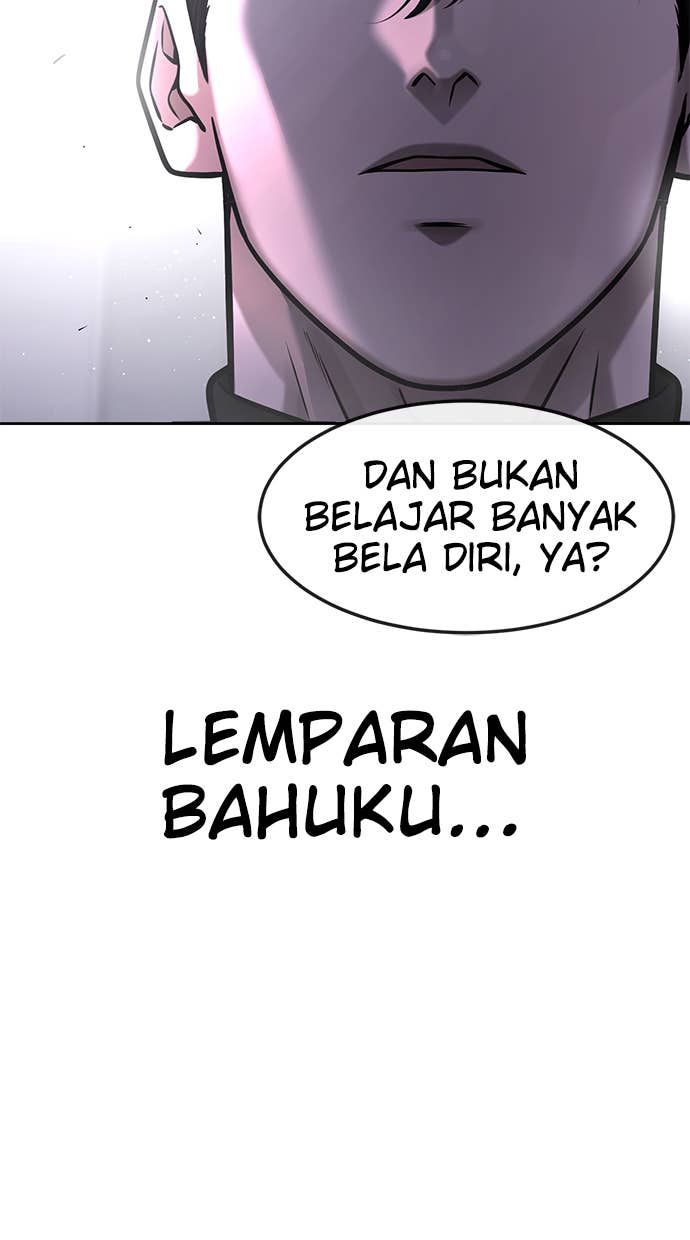 DAN BUKAN
BELAJAR BANYAK
BELA DIRI, YA?
LEMPARAN
BAHUKU...